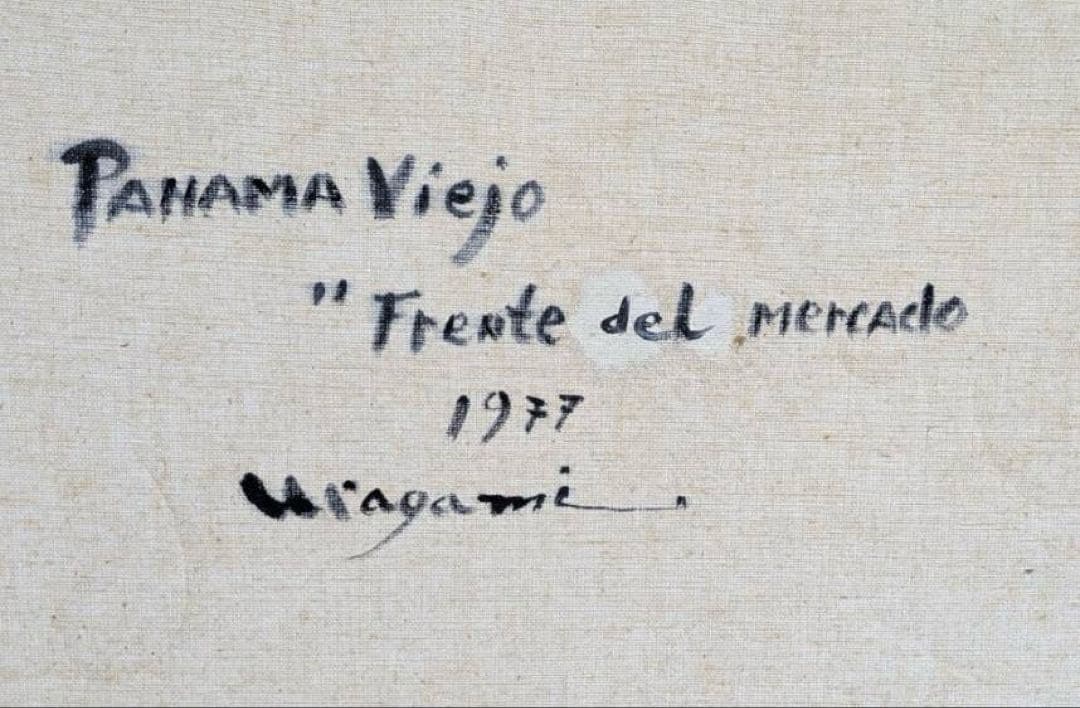 PANAMA Viejo
" Frente del mercado
1977
Uragami.